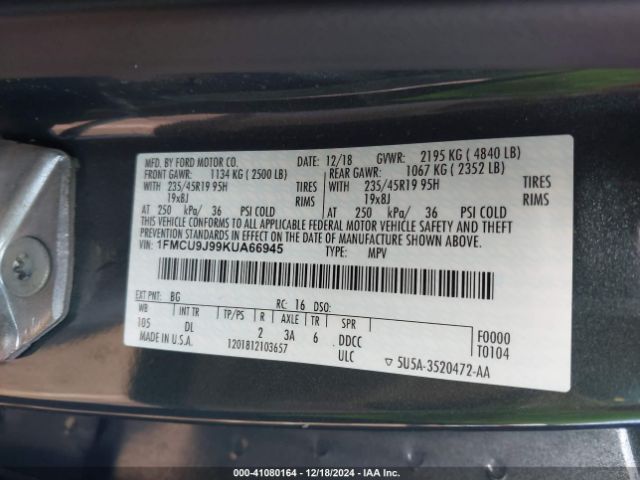 MFD. BY FORD MOTOR CO.
12/18 GVWR: 2195 KG ( 4840 LB)
FRONT GAWR: 1134 KG ( 2500 LB)
REAR GAWR: 1067 KG ( 2352 LB)
WITH 235/45R19 95H TIRES
WITH 235/45R19 95H TIRES
19x8J RIMS
19x8J RIMS
AT 250 kPa/ 36 PSI COLD
AT 250 kPa/ 36 PSI COLD
THIS VEHICLE CONFORMS TO ALL APPLICABLE FEDERAL MOTOR VEHICLE SAFETY AND THEFT
PREVENTION STANDARDS IN EFFECT ON THE DATE OF MANUFACTURE SHOWN ABOVE.
VIN: 1FMCU9J99KUA66945
TYPE: MPV
EXT PNT: BG RC: 16 DSO:
WB INT TR TP/PS R AXLE TR SPR F0000
105 DL 2 3A 6 .DDCC T0104
MADE IN U.S.A. 1201812103657 ULC ▽ 5U5A-3520472-AA
000-41080164 - 12/18/2024 - IAA Inc.